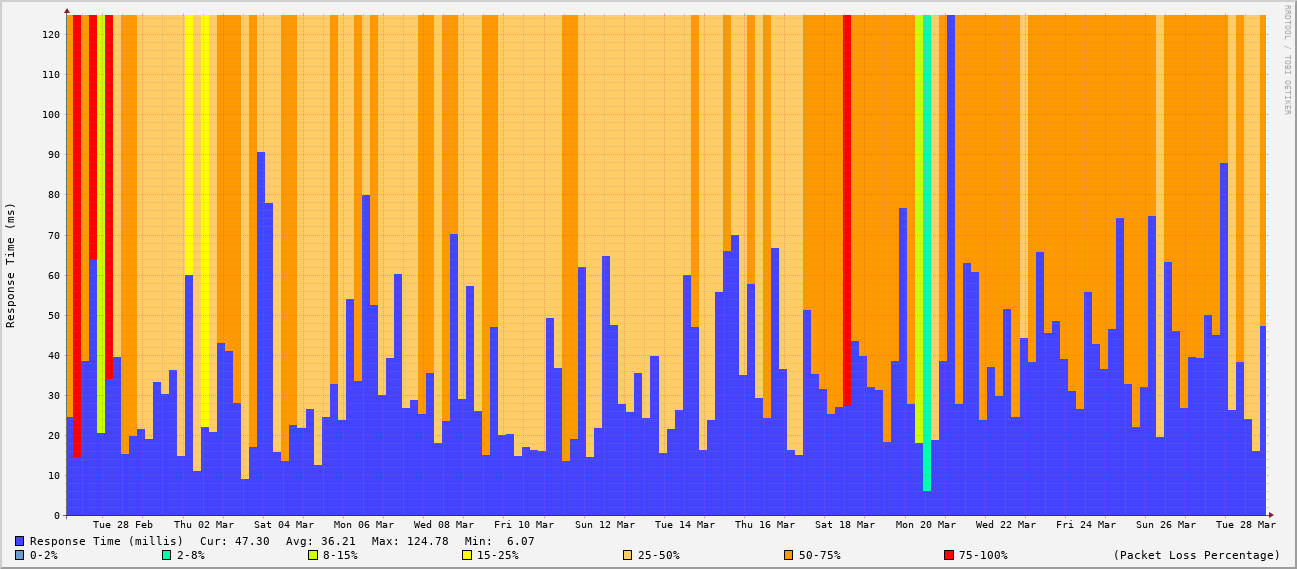 RRDTOOL / TOBI OETIKER
Response Time (ms)
120
110
100
90
80
70
60
50
40
30
20
10
0
Tue 28 Feb Thu 02 Mar Sat 04 Mar Mon 06 Mar Wed 08 Mar Fri 10 Mar Sun 12 Mar Tue 14 Mar Thu 16 Mar Sat 18 Mar Mon 20 Mar Wed 22 Mar Fri 24 Mar Sun 26 Mar Tue 28 Mar
Response Time (millis) Cur: 47.30 Avg: 36.21 Max: 124.78 Min: 6.07
0-2% 2-8% 8-15% 15-25% 25-50% 50-75% 75-100% (Packet Loss Percentage)